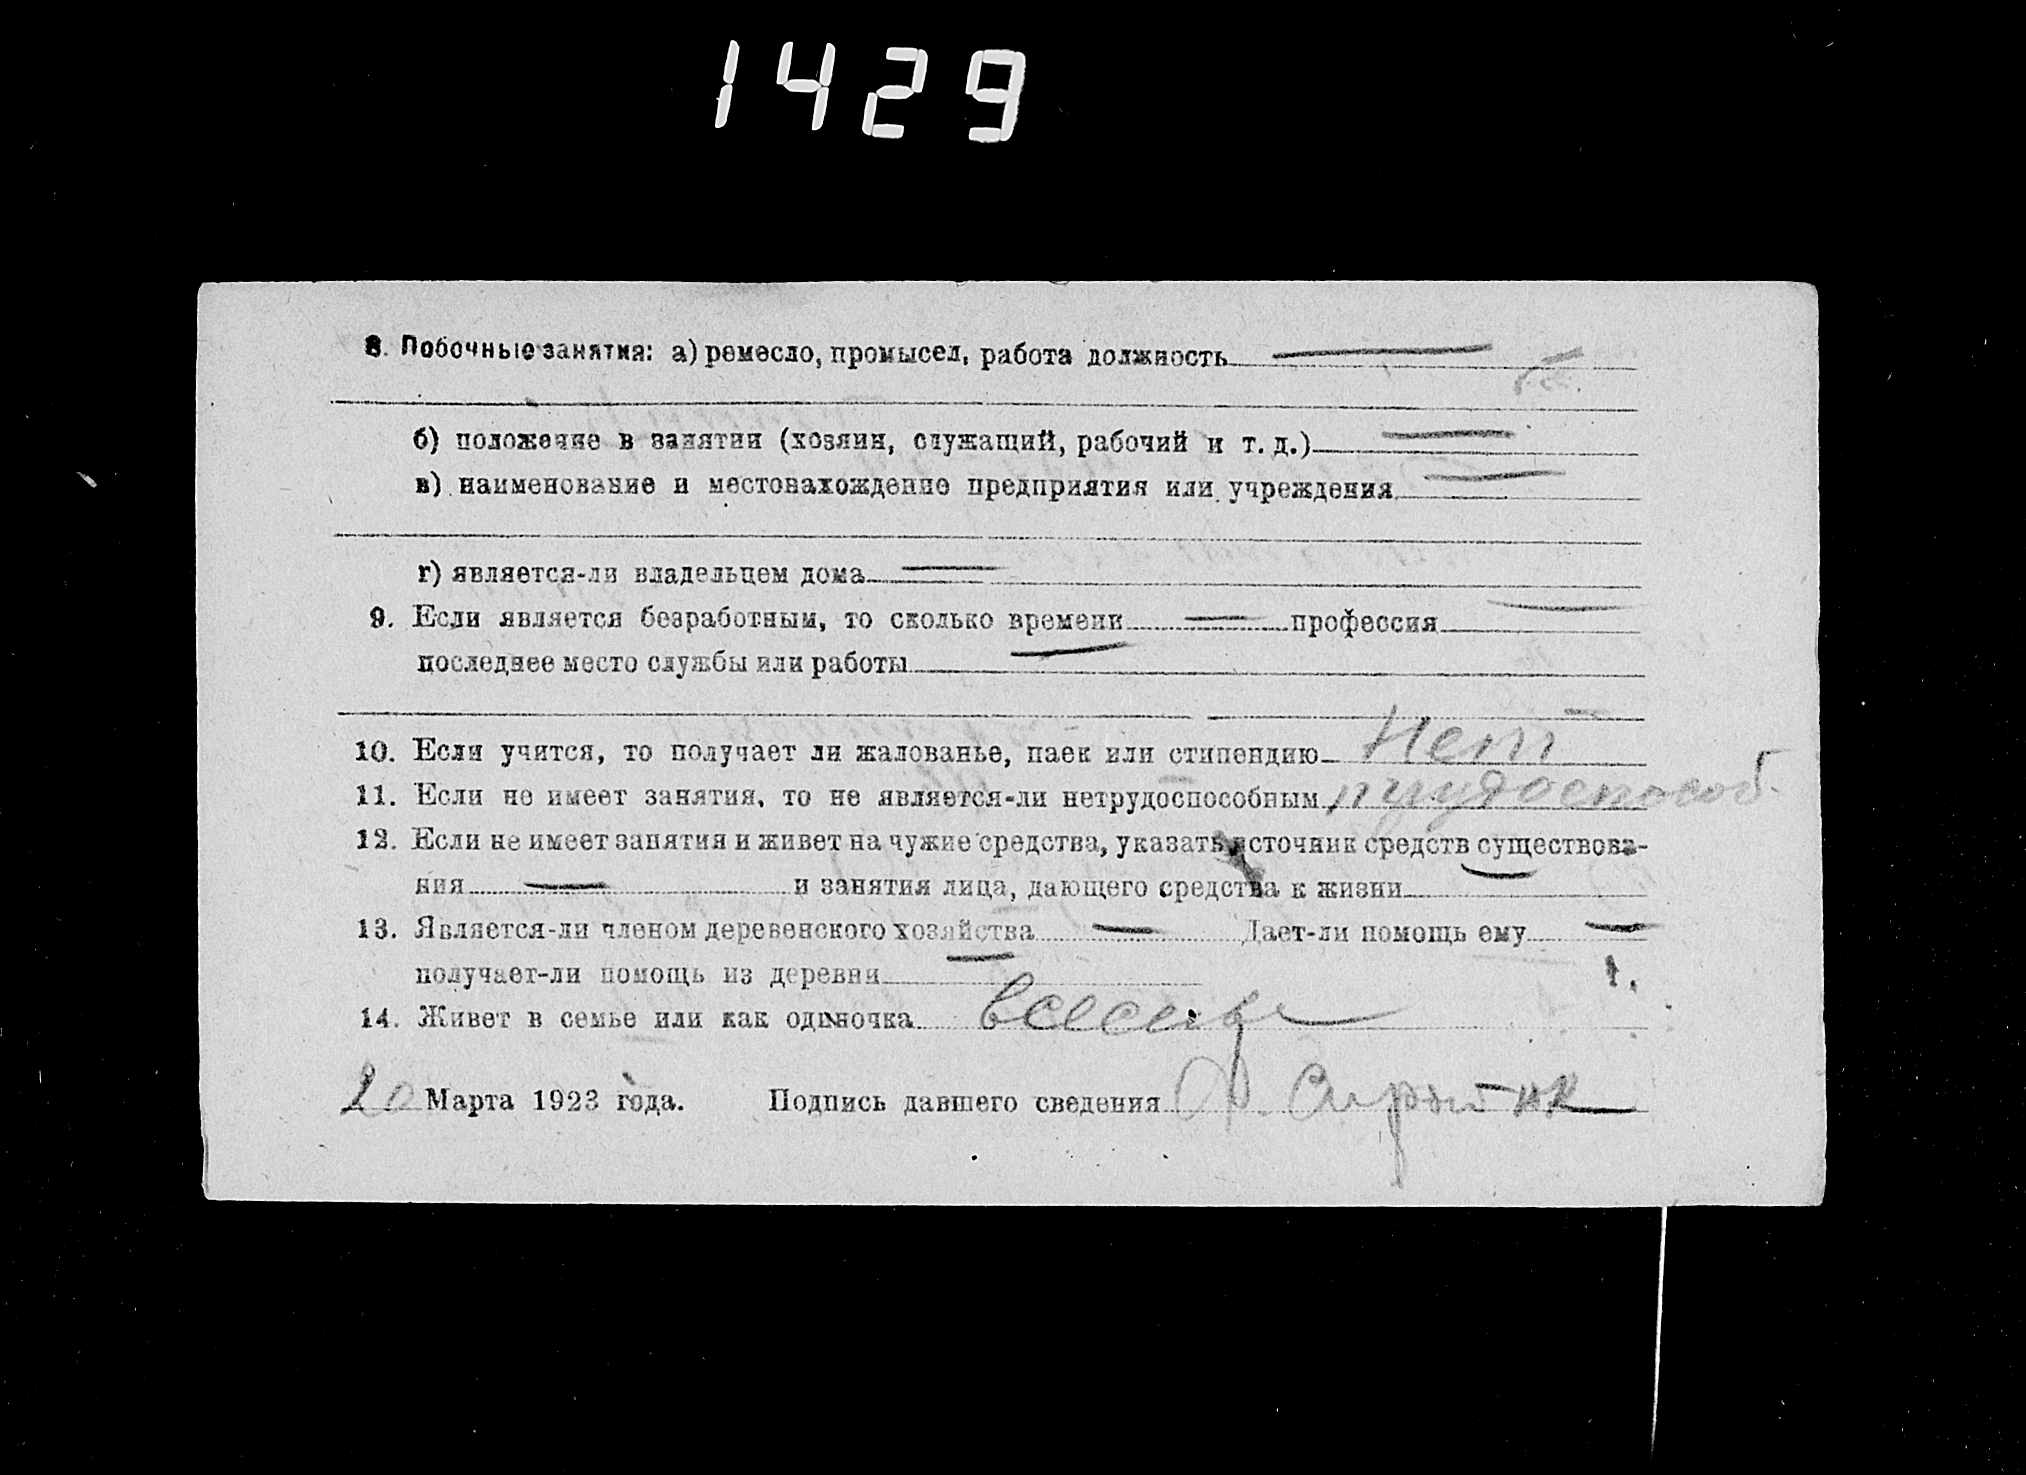 1429
8. Побочные занятия: а) ремесло, промысел, работа должность —
б) положение в занятии (хозяин, служащий, рабочий и т. д.) —
в) наименование и местонахождение предприятия или учреждения —
г) является-ли владельцем дома —
9. Если является безработным, то сколько времени — профессия —
последнее место службы или работы —
10. Если учится, то получает ли жалованье, паек или стипендию Нет
11. Если не имеет занятия, то не является-ли нетрудоспособным трудоспособ.
12. Если не имеет занятия и живет на чужие средства, указать источник средств существова-
ния — и занятия лица, дающего средства к жизни —
13. Является-ли членом деревенского хозяйства — Дает-ли помощь ему —
получает-ли помощь из деревни —
14. Живет в семье или как одиночка в семье
20 Марта 1923 года. Подпись давшего сведения